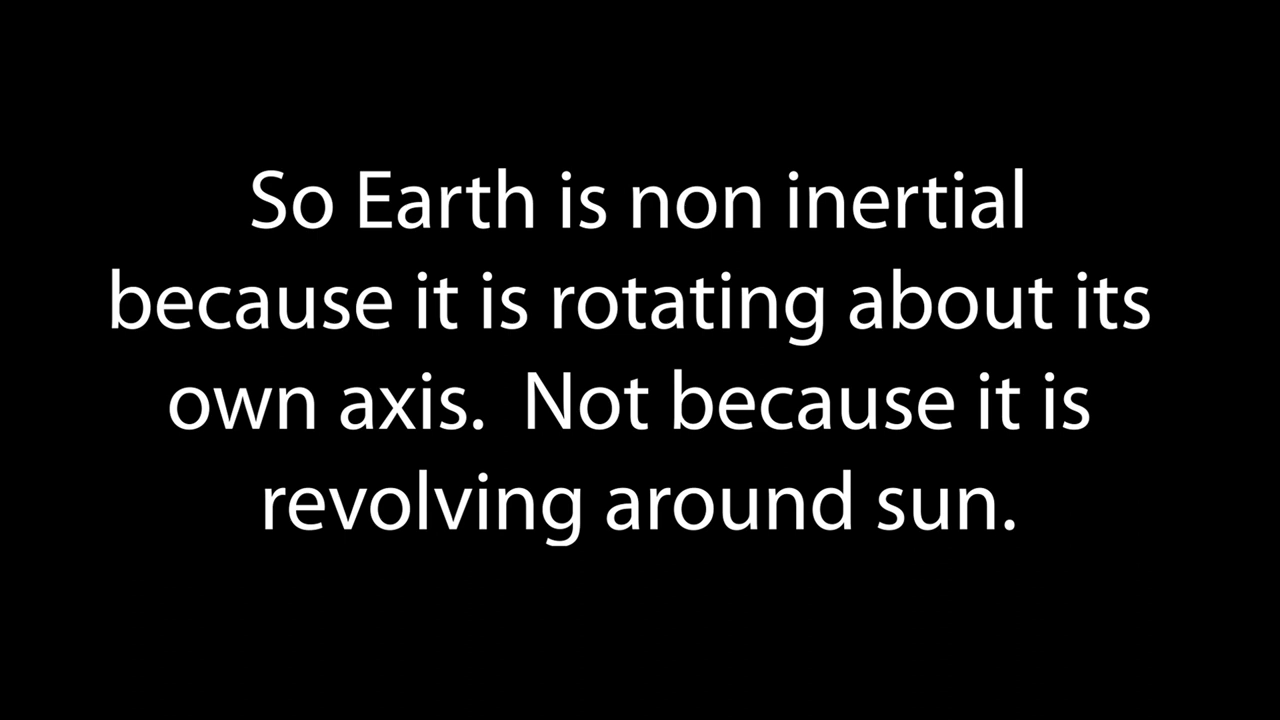 So Earth is non inertial
because it is rotating about its
own axis.  Not because it is
revolving around sun.